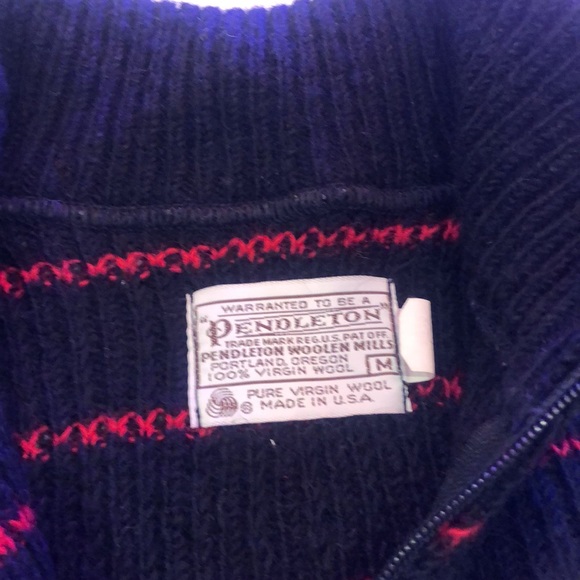 WARRANTED TO BE A
"PENDLETON"
TRADE MARK REG. U.S. PAT. OFF.
PENDLETON WOOLEN MILLS
PORTLAND, OREGON
100% VIRGIN WOOL M
PURE VIRGIN WOOL
S MADE IN U.S.A.